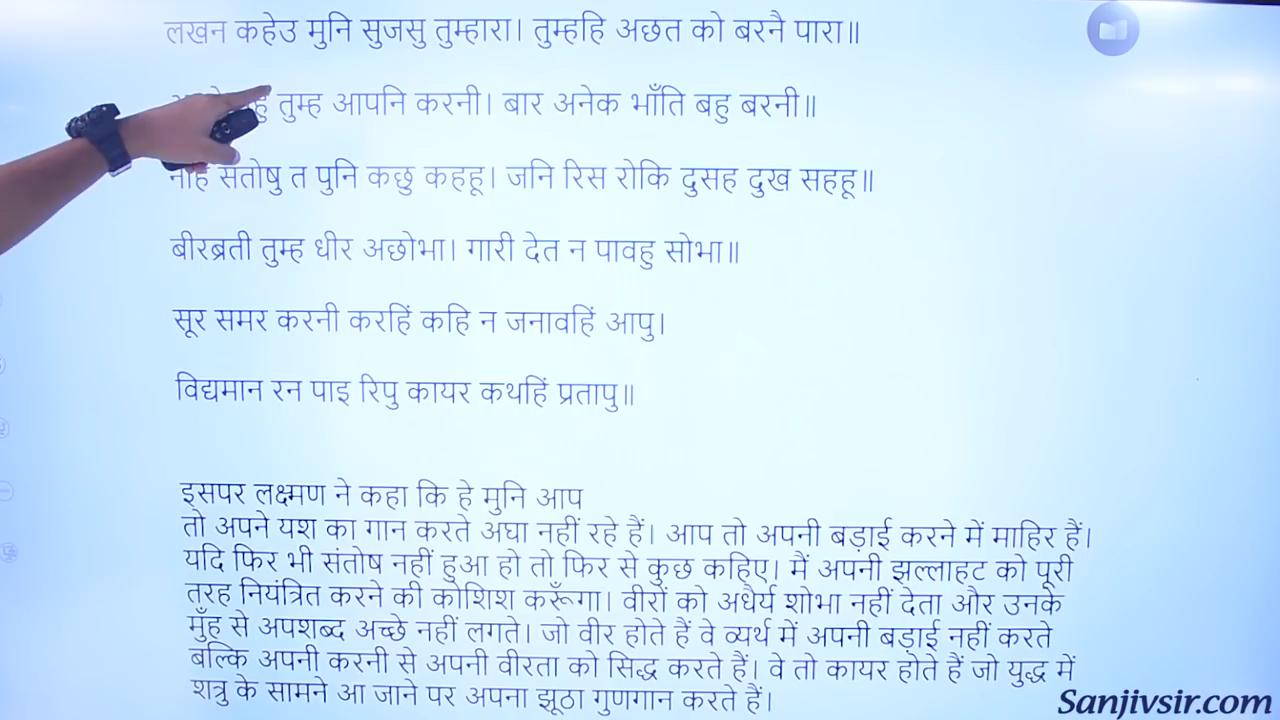 लखन कहेउ मुनि सुजसु तुम्हारा। तुम्हहि अछत को बरनै पारा॥
तुम्ह आपनि करनी। बार अनेक भाँति बहु बरनी॥
संतोषु त पुनि कछु कहहू। जनि रिस रोकि दुसह दुख सहहू॥
बीरब्रती तुम्ह धीर अछोभा। गारी देत न पावहु सोभा॥
सूर समर करनी करहिं कहि न जनावहिं आपु।
विद्यमान रन पाइ रिपु कायर कथहिं प्रतापु॥
इसपर लक्ष्मण ने कहा कि हे मुनि आप
तो अपने यश का गान करते अघा नहीं रहे हैं। आप तो अपनी बड़ाई करने में माहिर हैं।
यदि फिर भी संतोष नहीं हुआ हो तो फिर से कुछ कहिए। मैं अपनी झल्लाहट को पूरी
तरह नियंत्रित करने की कोशिश करूँगा। वीरों को अधैर्य शोभा नहीं देता और उनके
मुँह से अपशब्द अच्छे नहीं लगते। जो वीर होते हैं वे व्यर्थ में अपनी बड़ाई नहीं करते
बल्कि अपनी करनी से अपनी वीरता को सिद्ध करते हैं। वे तो कायर होते हैं जो युद्ध में
शत्रु के सामने आ जाने पर अपना झूठा गुणगान करते हैं।
Sanjivsir.com